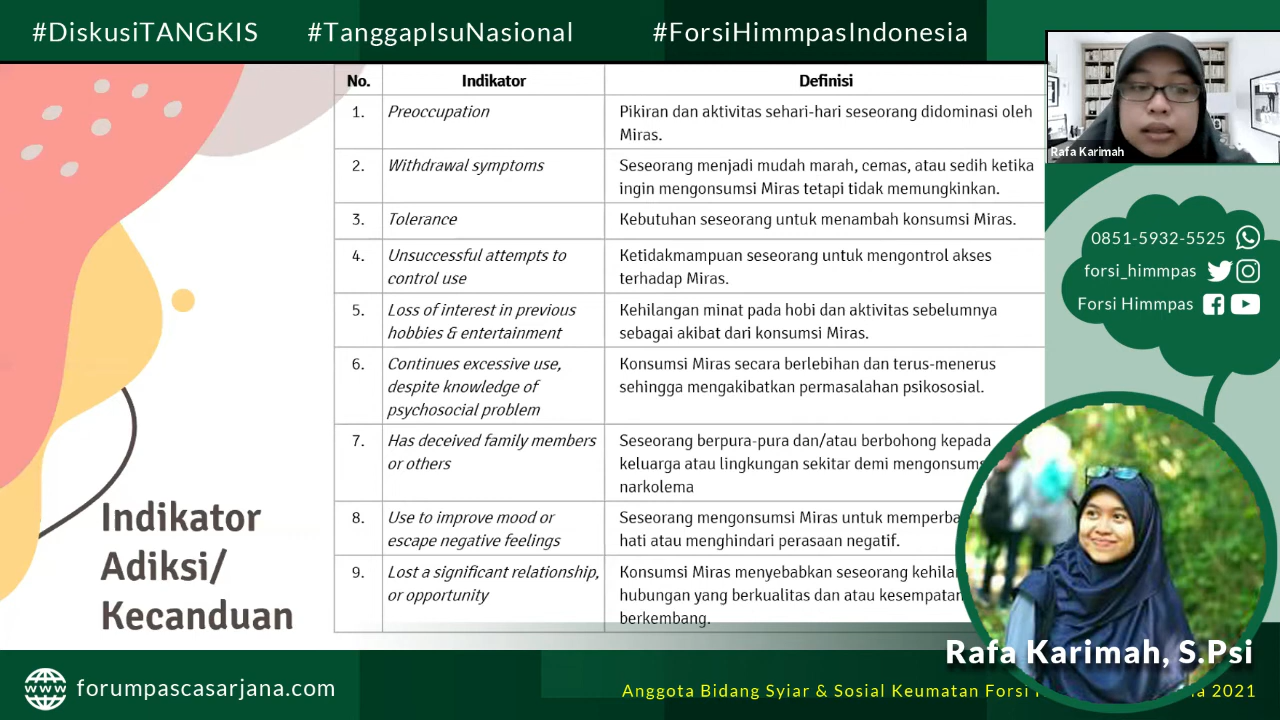 #DiskusiTANGKIS #TanggapIsuNasional #ForsiHimmpasIndonesia
No. Indikator Definisi
1. Preoccupation Pikiran dan aktivitas sehari-hari seseorang didominasi oleh
Miras.
2. Withdrawal symptoms Seseorang menjadi mudah marah, cemas, atau sedih ketika
ingin mengonsumsi Miras tetapi tidak memungkinkan.
3. Tolerance Kebutuhan seseorang untuk menambah konsumsi Miras.
4. Unsuccessful attempts to Ketidakmampuan seseorang untuk mengontrol akses
control use terhadap Miras.
5. Loss of interest in previous Kehilangan minat pada hobi dan aktivitas sebelumnya
hobbies & entertainment sebagai akibat dari konsumsi Miras.
6. Continues excessive use, Konsumsi Miras secara berlebihan dan terus-menerus
despite knowledge of sehingga mengakibatkan permasalahan psikososial.
psychosocial problem
7. Has deceived family members Seseorang berpura-pura dan/atau berbohong kepada
or others keluarga atau lingkungan sekitar demi
narkolema
8. Use to improve mood or Seseorang mengonsumsi Miras untuk
escape negative feelings hati atau menghindari perasaan negatif.
9. Lost a significant relationship, Konsumsi Miras menyebabkan seseorang
or opportunity hubungan yang berkualitas dan atau kesempatan
berkembang.
Indikator
Adiksi/
Kecanduan
Rafa Karimah
0851-5932-5525
forsi_himmpas
Forsi Himmpas
Rafa Karimah, S.Psi
www forumpascasarjana.com
Anggota Bidang Syiar & Sosial Keumatan Forsi 2021